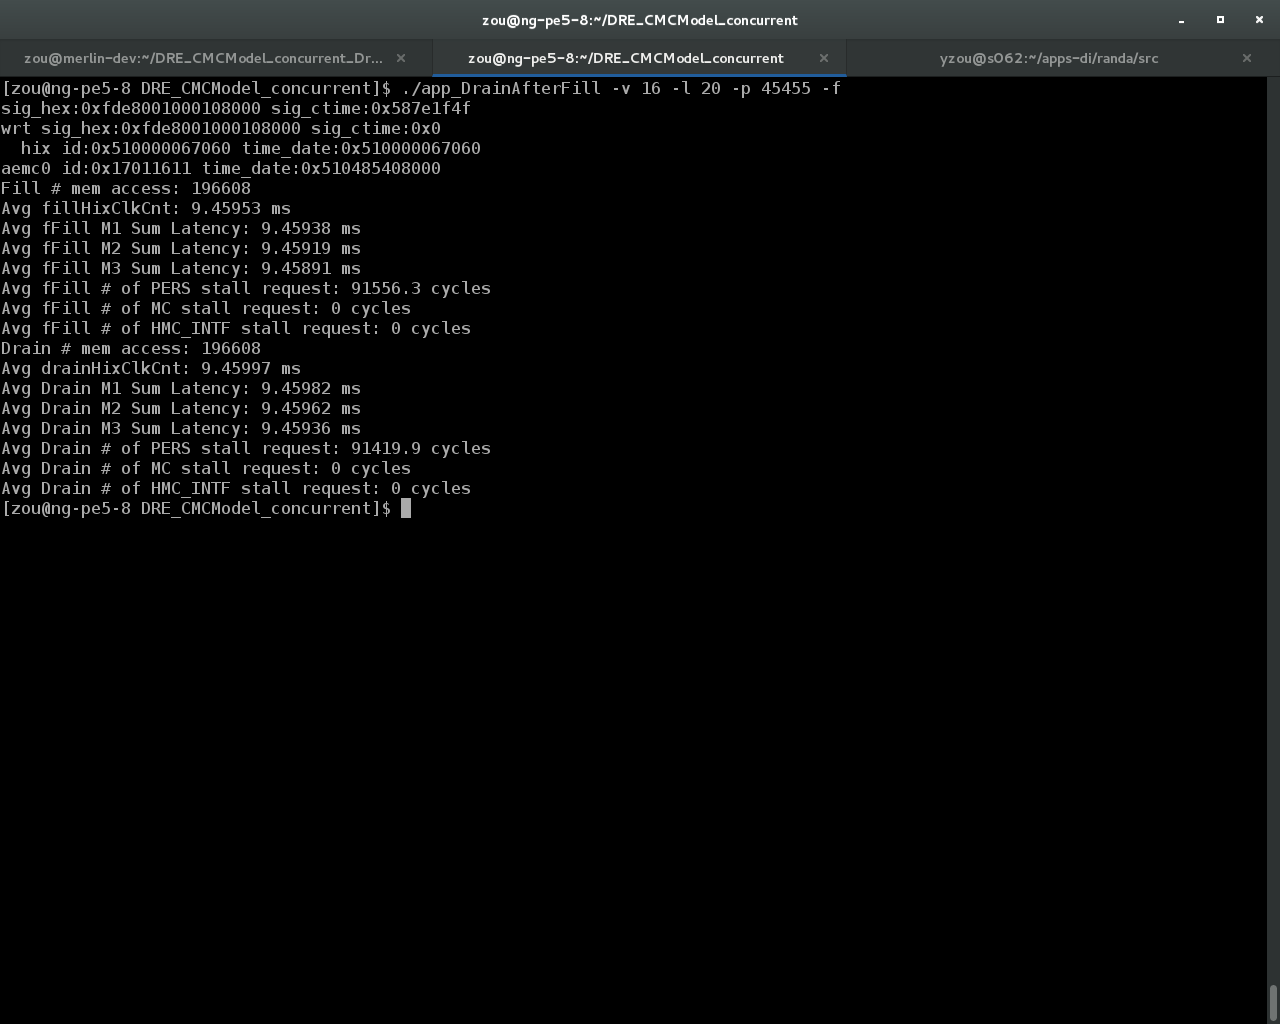 zou@ng-pe5-8:~/DRE_CMCModel_concurrent
zou@merlin-dev:~/DRE_CMCModel_concurrent_Dr... zou@ng-pe5-8:~/DRE_CMCModel_concurrent yzou@s062:~/apps-di/randa/src
[zou@ng-pe5-8 DRE_CMCModel_concurrent]$ ./app_DrainAfterFill -v 16 -l 20 -p 45455 -f
sig_hex:0xfde8001000108000 sig_ctime:0x587e1f4f
wrt sig_hex:0xfde8001000108000 sig_ctime:0x0
  hix id:0x510000067060 time_date:0x510000067060
aemc0 id:0x17011611 time_date:0x510485408000
Fill # mem access: 196608
Avg fillHixClkCnt: 9.45953 ms
Avg fFill M1 Sum Latency: 9.45938 ms
Avg fFill M2 Sum Latency: 9.45919 ms
Avg fFill M3 Sum Latency: 9.45891 ms
Avg fFill # of PERS stall request: 91556.3 cycles
Avg fFill # of MC stall request: 0 cycles
Avg fFill # of HMC_INTF stall request: 0 cycles
Drain # mem access: 196608
Avg drainHixClkCnt: 9.45997 ms
Avg Drain M1 Sum Latency: 9.45982 ms
Avg Drain M2 Sum Latency: 9.45962 ms
Avg Drain M3 Sum Latency: 9.45936 ms
Avg Drain # of PERS stall request: 91419.9 cycles
Avg Drain # of MC stall request: 0 cycles
Avg Drain # of HMC_INTF stall request: 0 cycles
[zou@ng-pe5-8 DRE_CMCModel_concurrent]$